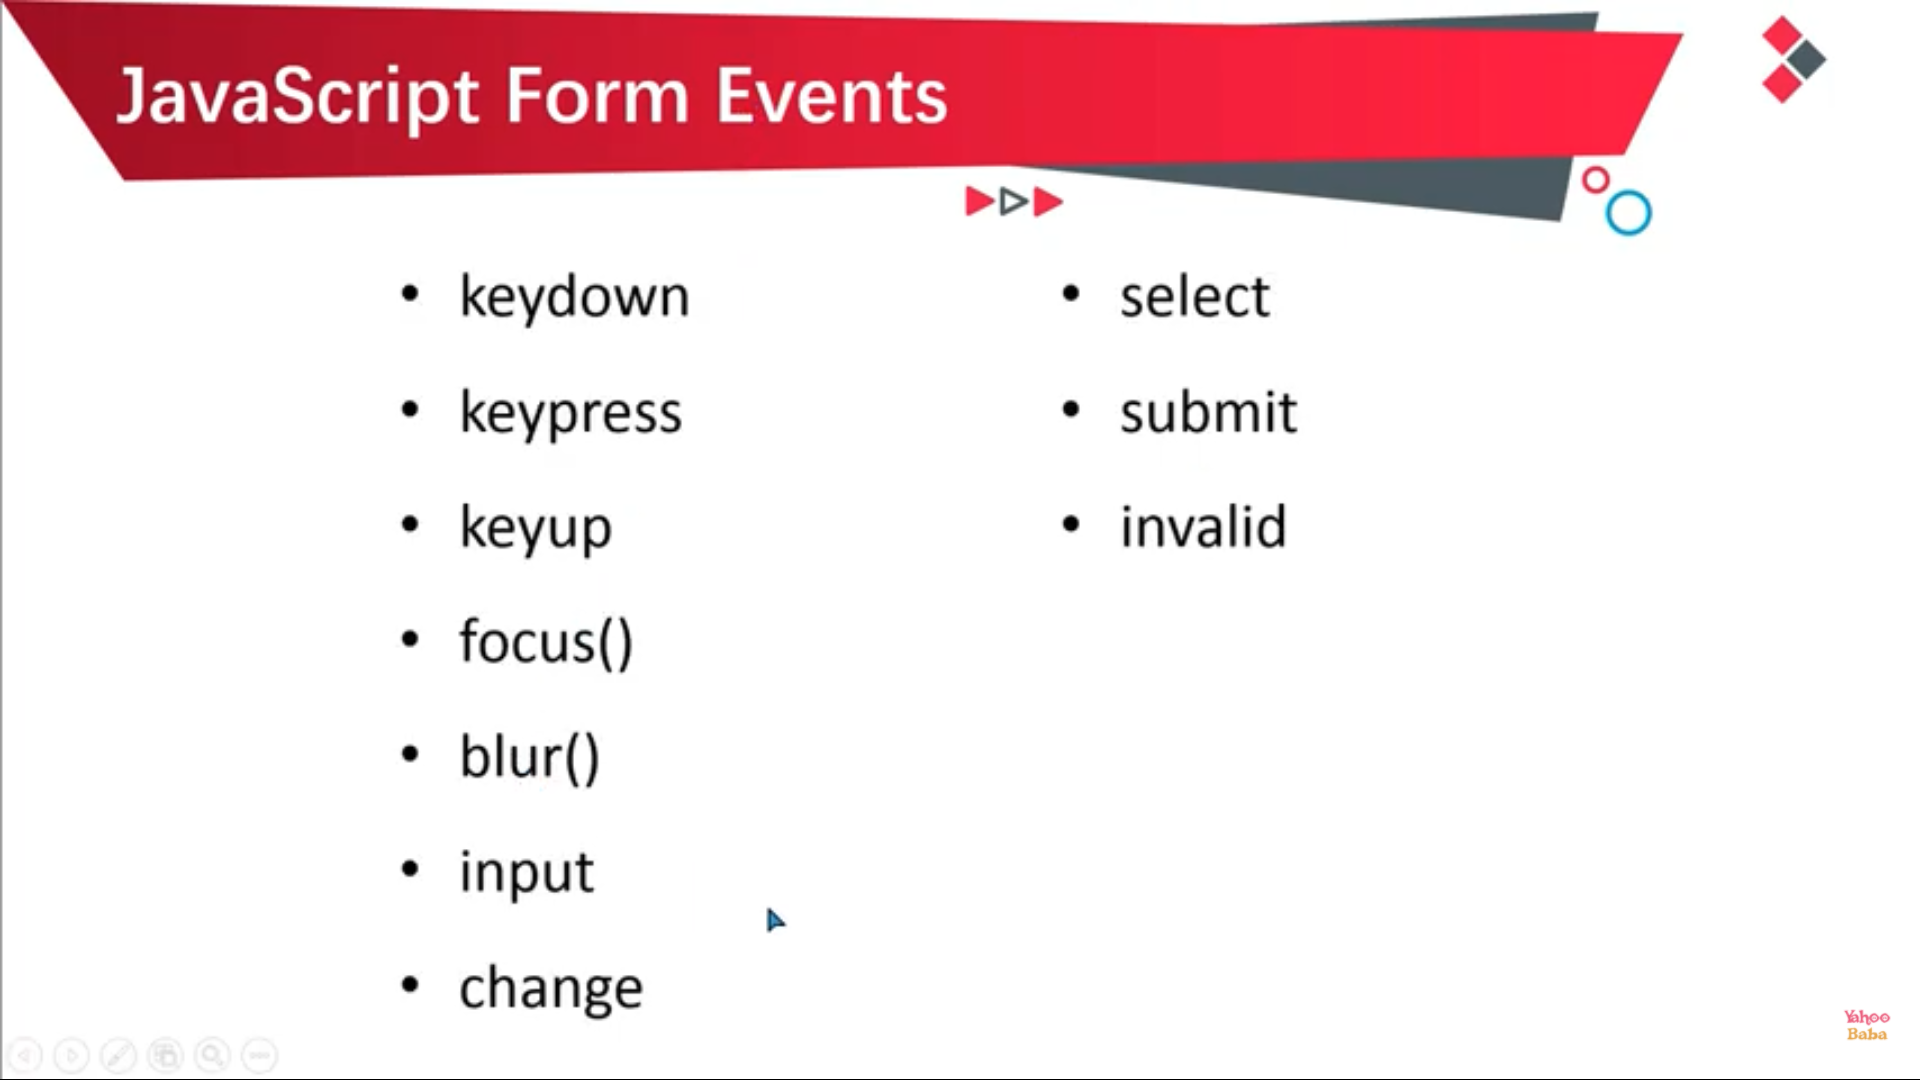 JavaScript Form Events
• keydown
• keypress
• keyup
• focus()
• blur()
• input
• change
• select
• submit
• invalid
Yahoo
Baba